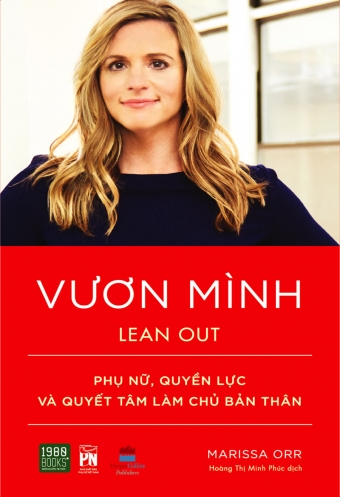 VƯƠN MÌNH
LEAN OUT
PHỤ NỮ, QUYỀN LỰC
VÀ QUYẾT TÂM LÀM CHỦ BẢN THÂN
1980
BOOKS
PN
MARISSA ORR
Hoàng Thị Minh Phúc dịch
Publishers